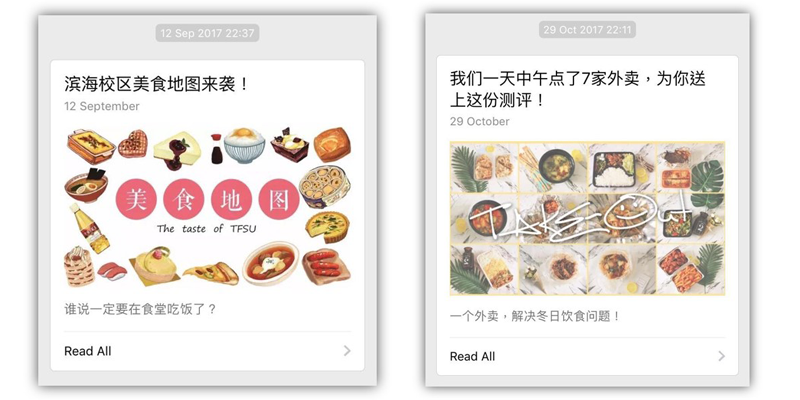 12 Sep 2017 22:37
滨海校区美食地图来袭！
12 September
美食地图
The taste of TFSU
谁说一定要在食堂吃饭了？
Read All
29 Oct 2017 22:11
我们一天中午点了7家外卖，为你送
上这份测评！
29 October
TAKE Out
一个外卖，解决冬日饮食问题！
Read All